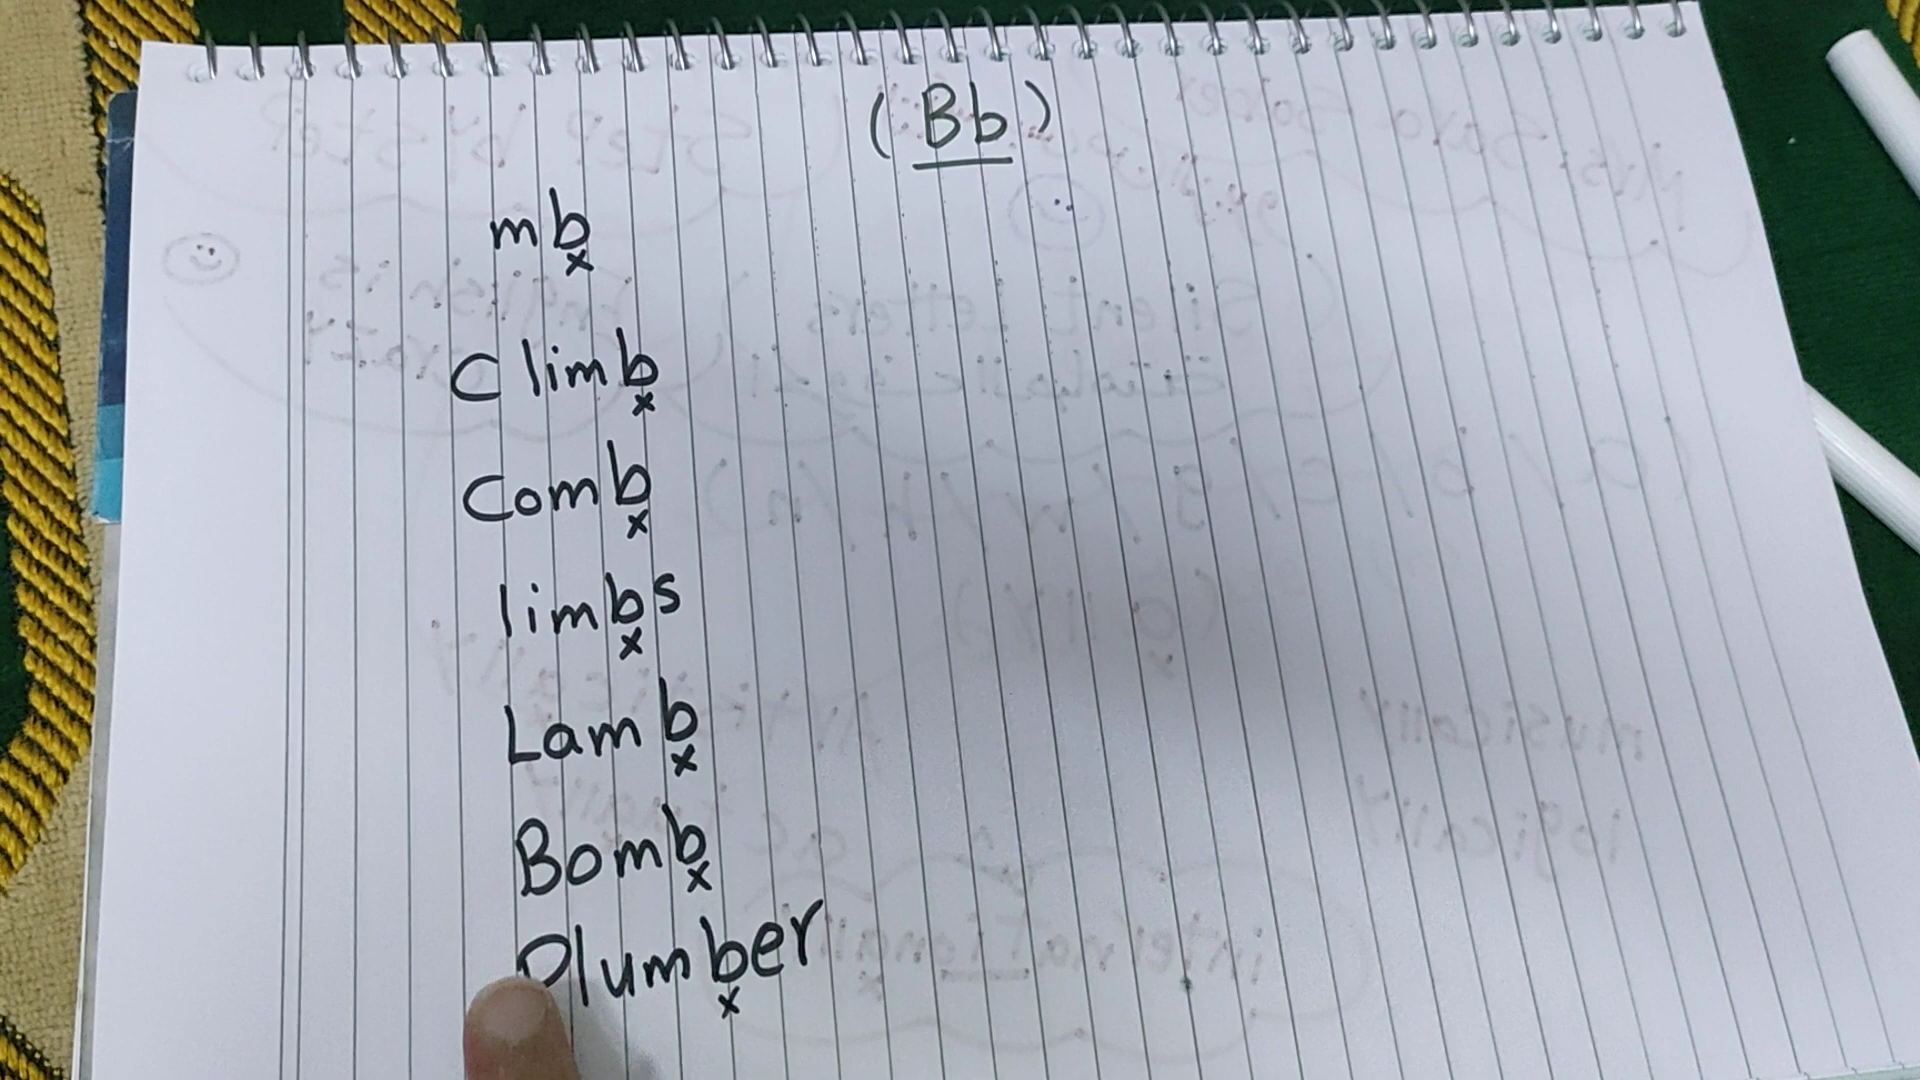 (Bb)
mb
x
Climb
x
Comb
x
limbs
x
Lamb
x
Bomb
x
Plumber
x